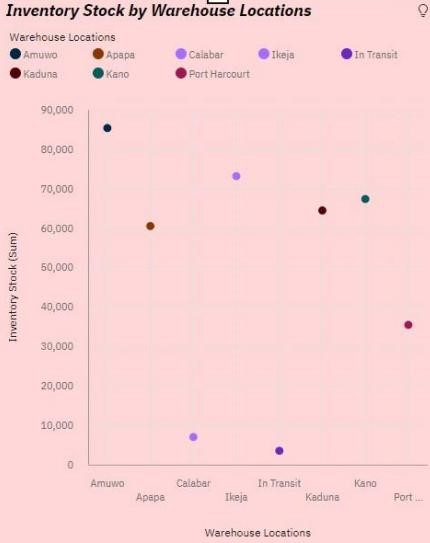 Inventory Stock by Warehouse Locations
Warehouse Locations
Amuwo Apapa Calabar Ikeja In Transit
Kaduna Kano Port Harcourt
90,000
80,000
70,000
60,000
50,000
40,000
30,000
20,000
10,000
0
Inventory Stock (Sum)
Amuwo Calabar In Transit Kano
Apapa Ikeja Kaduna Port ...
Warehouse Locations